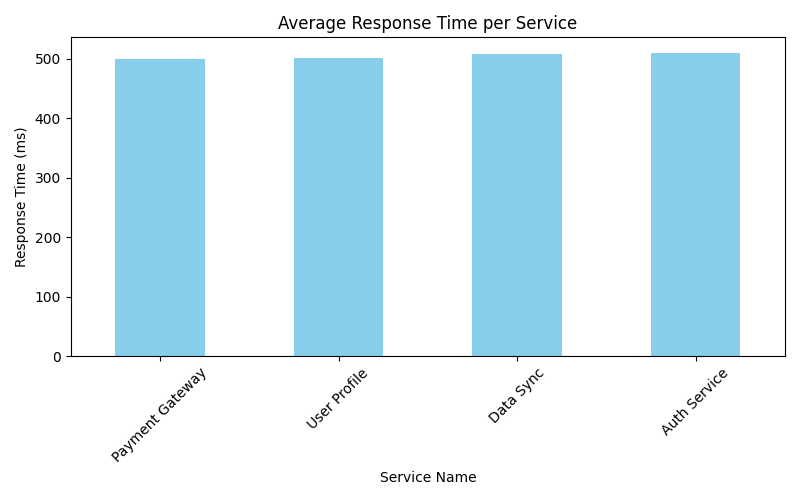 Average Response Time per Service
Response Time (ms)
500
400
300
200
100
0
Payment Gateway
User Profile
Data Sync
Auth Service
Service Name